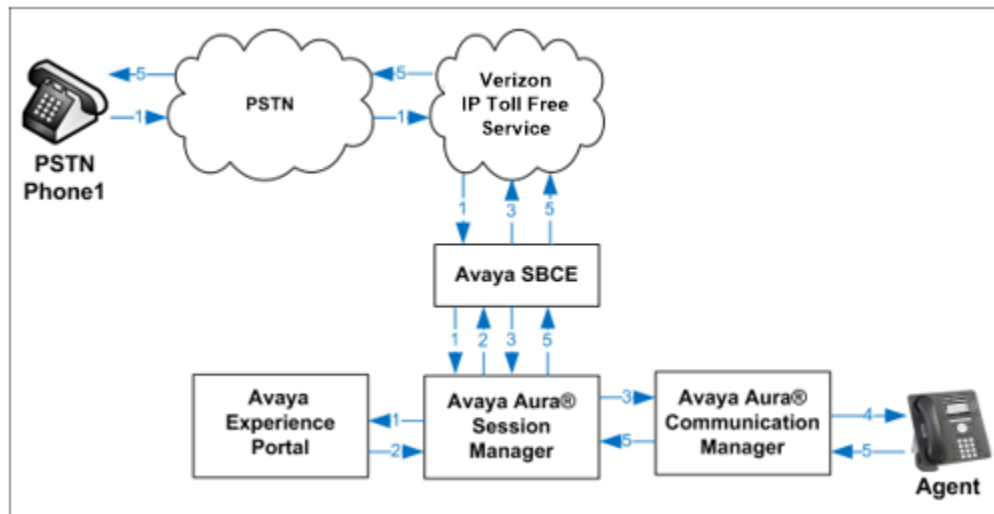 5
5
1
1
PSTN
Verizon
IP Toll Free
Service
PSTN
Phone1
1
3
5
Avaya SBCE
1
2
3
5
Avaya
Experience
Portal
1
2
Avaya Aura®
Session
Manager
3
5
Avaya Aura®
Communication
Manager
4
5
Agent